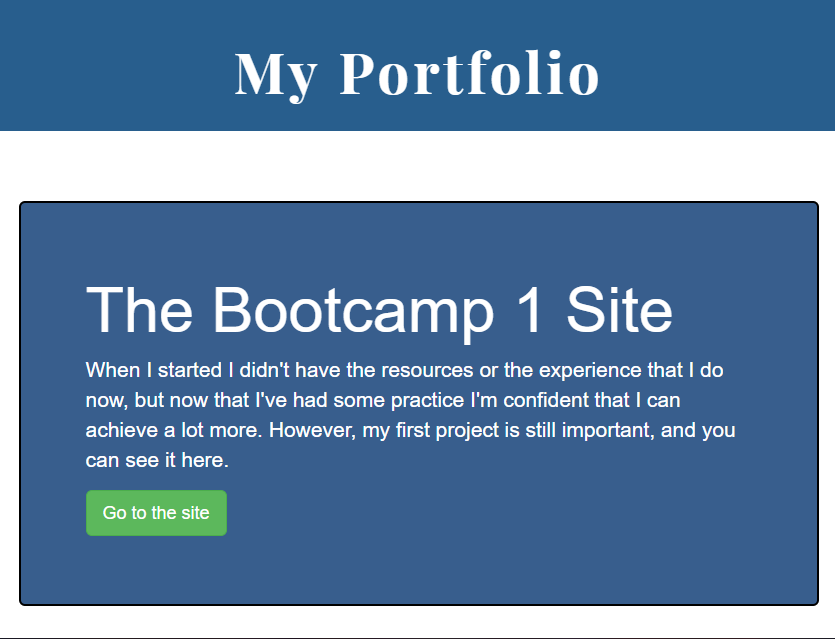 My Portfolio
The Bootcamp 1 Site
When I started I didn't have the resources or the experience that I do
now, but now that I've had some practice I'm confident that I can
achieve a lot more. However, my first project is still important, and you
can see it here.
Go to the site